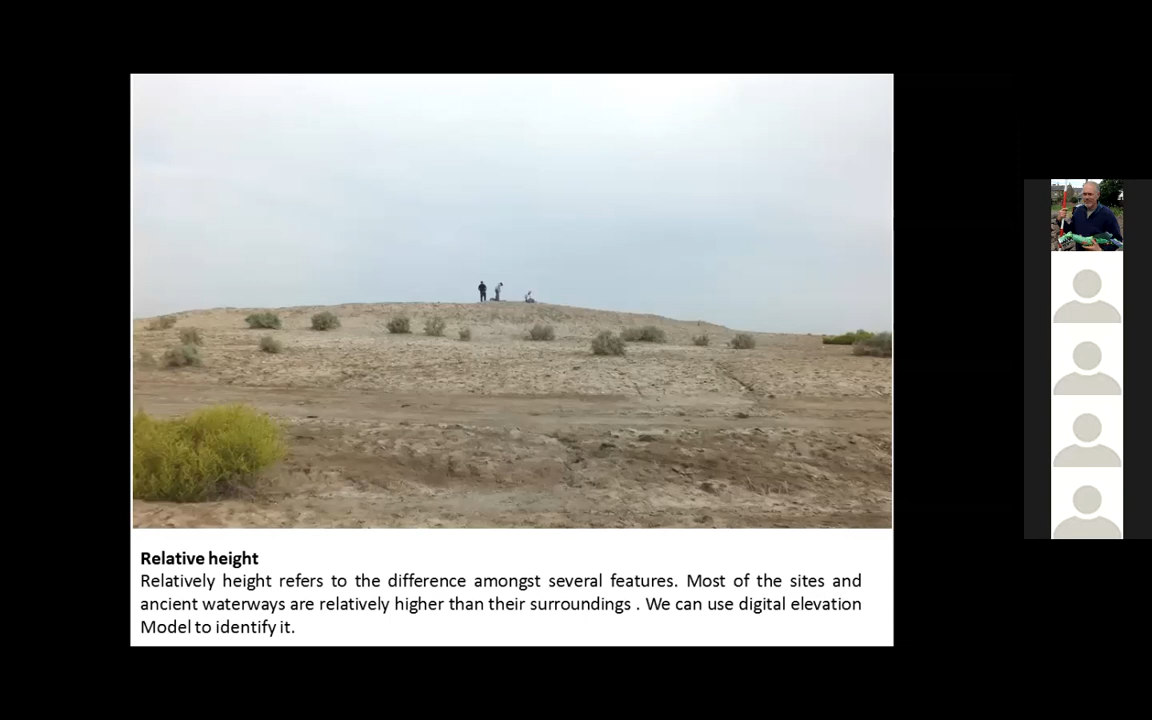 Relative height
Relatively height refers to the difference amongst several features. Most of the sites and
ancient waterways are relatively higher than their surroundings . We can use digital elevation
Model to identify it.